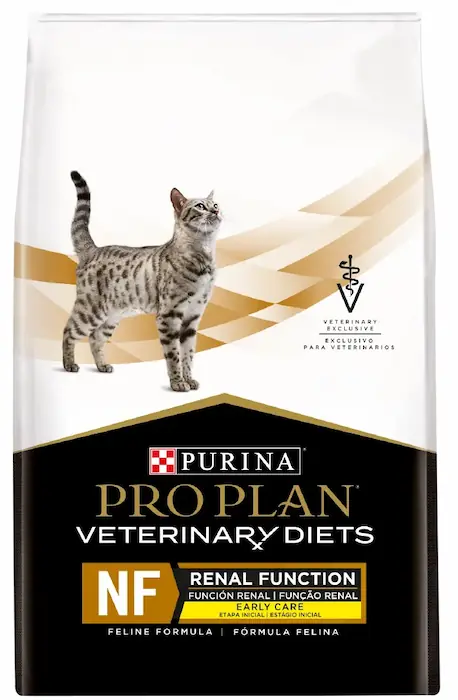 VETERINARY
EXCLUSIVE
EXCLUSIVO
PARA VETERINARIOS
PURINA
PRO PLAN
VETERINARY DIETS
NF
RENAL FUNCTION
FUNCIÓN RENAL | FUNÇÃO RENAL
EARLY CARE
ETAPA INICIAL | ESTÁGIO INICIAL
FELINE FORMULA | FÓRMULA FELINA